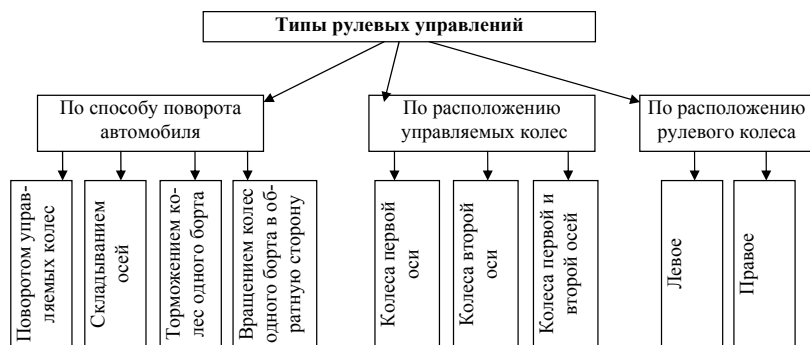 Типы рулевых управлений
По способу поворота
автомобиля
По расположению
управляемых колес
По расположению
рулевого колеса
Поворотом управ-
ляемых колес
Складыванием
осей
Торможением ко-
лес одного борта
Вращением колес
одного борта в об-
ратную сторону
Колеса первой
оси
Колеса второй
оси
Колеса первой и
второй осей
Левое
Правое